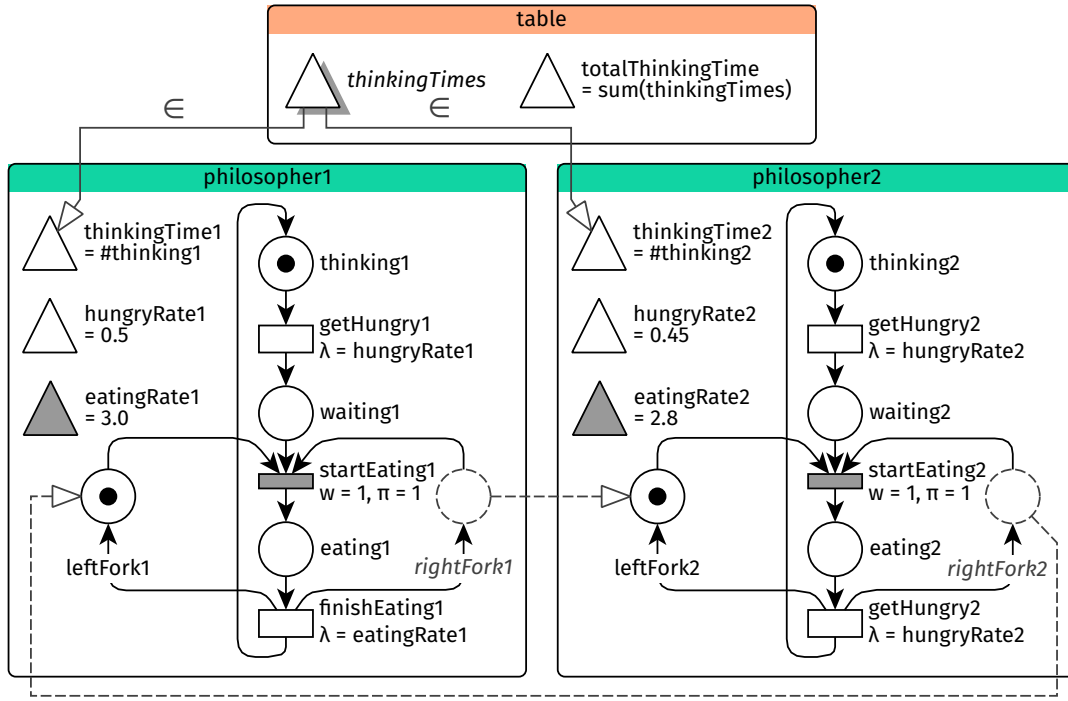 table
thinkingTimes
totalThinkingTime
= sum(thinkingTimes)
∈
∈
philosopher1
thinkingTime1
= #thinking1
thinking1
hungryRate1
= 0.5
getHungry1
λ = hungryRate1
eatingRate1
= 3.0
waiting1
startEating1
w = 1, π = 1
eating1
leftFork1
rightFork1
finishEating1
λ = eatingRate1
philosopher2
thinkingTime2
= #thinking2
thinking2
hungryRate2
= 0.45
getHungry2
λ = hungryRate2
eatingRate2
= 2.8
waiting2
startEating2
w = 1, π = 1
eating2
leftFork2
rightFork2
getHungry2
λ = hungryRate2